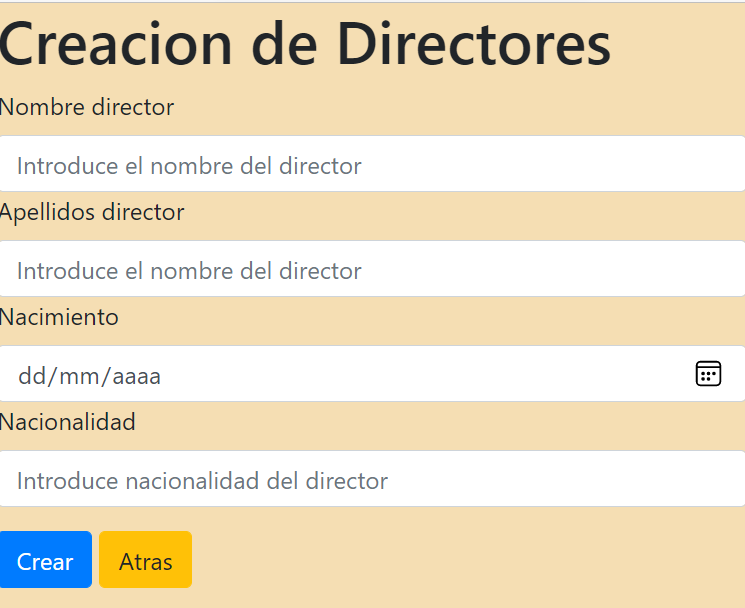 Creacion de Directores
Nombre director
Introduce el nombre del director
Apellidos director
Introduce el nombre del director
Nacimiento
dd/mm/aaaa
Nacionalidad
Introduce nacionalidad del director
Crear Atras